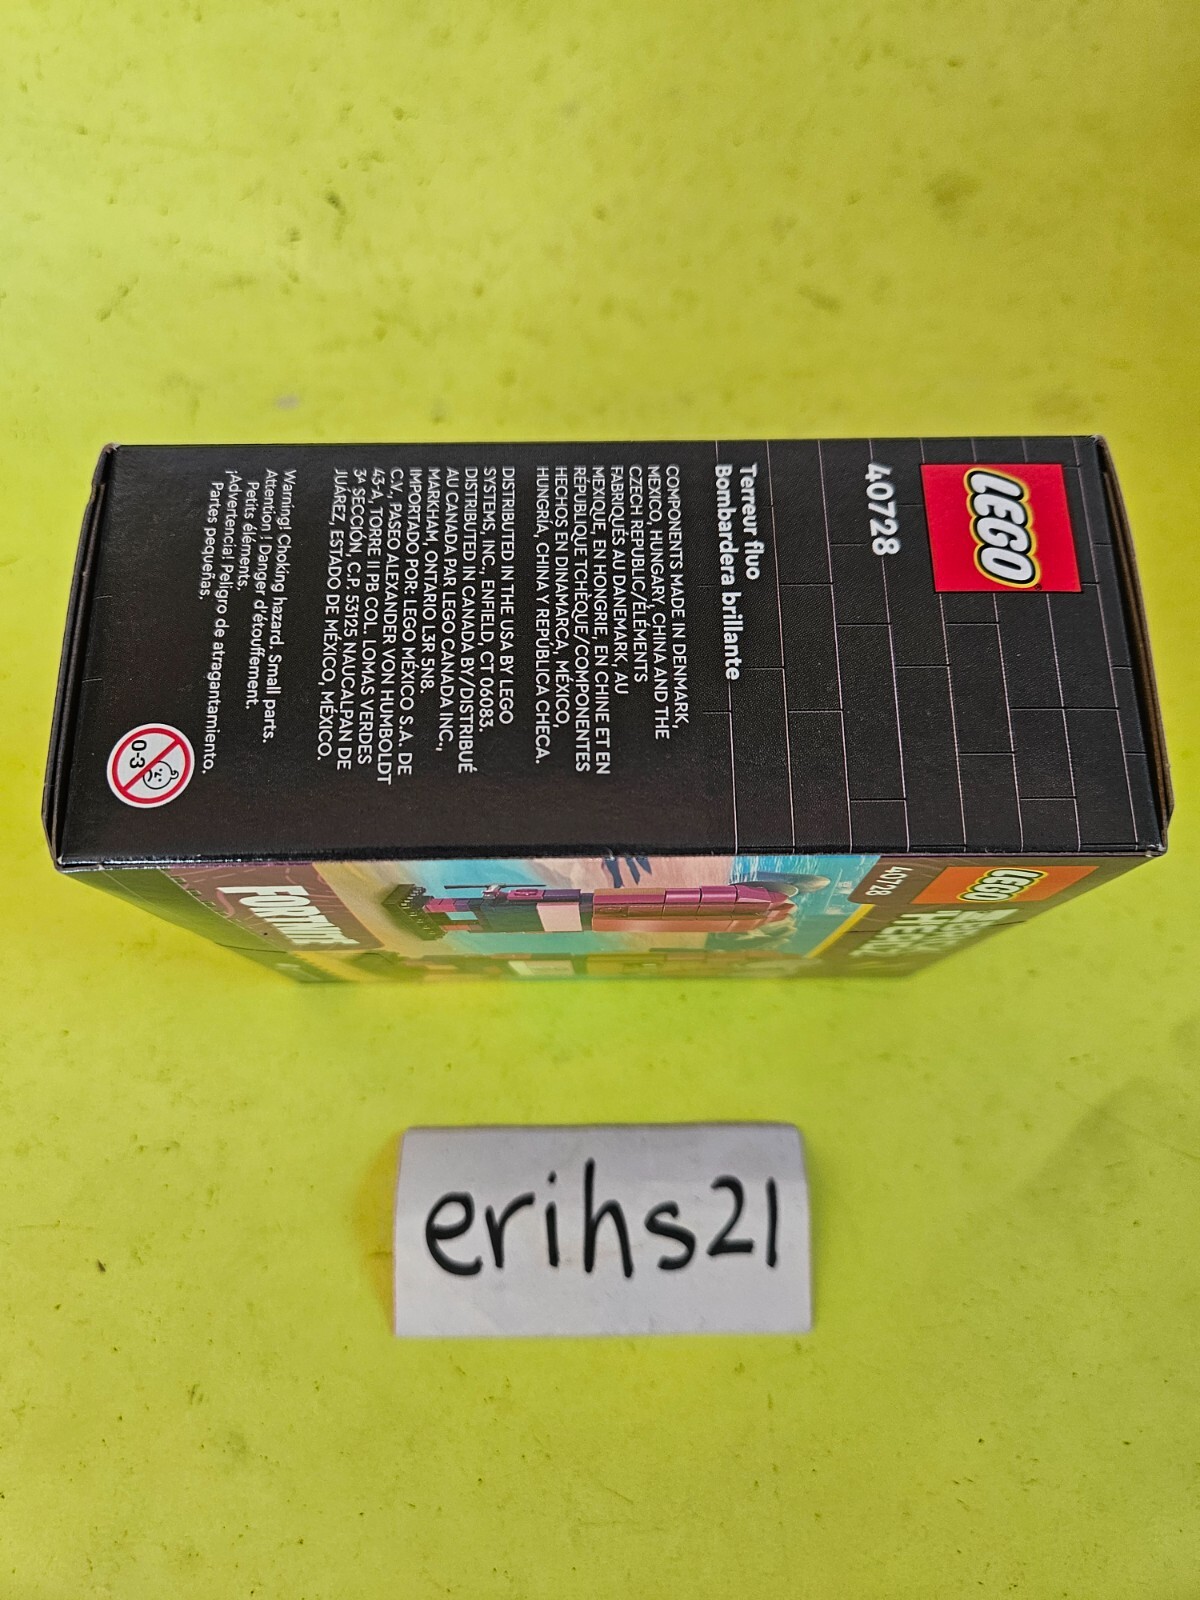 LEGO
40728
Terreur fluo
Bombardera brillante
COMPONENTS MADE IN DENMARK,
MEXICO, HUNGARY, CHINA AND THE
CZECH REPUBLIC/ÉLÉMENTS
FABRIQUÉS AU DANEMARK, AU
MEXIQUE, EN HONGRIE, EN CHINE ET EN
RÉPUBLIQUE TCHÈQUE/COMPONENTES
HECHOS EN DINAMARCA, MÉXICO,
HUNGRÍA, CHINA Y REPÚBLICA CHECA.
DISTRIBUTED IN THE USA BY LEGO
SYSTEMS, INC., ENFIELD, CT 06083.
DISTRIBUTED IN CANADA BY/DISTRIBUÉ
AU CANADA PAR LEGO CANADA INC.,
MARKHAM, ONTARIO L3R 5N8.
IMPORTADO POR: LEGO MÉXICO S.A. DE
C.V., PASEO ALEXANDER VON HUMBOLDT
43-A, TORRE II PB COL. LOMAS VERDES
3ª SECCIÓN, C.P. 53125 NAUCALPAN DE
JUÁREZ, ESTADO DE MÉXICO, MÉXICO.
Warning! Choking hazard. Small parts.
Attention ! Danger d'étouffement.
Petits éléments.
¡Advertencia! Peligro de atragantamiento.
Partes pequeñas.
0-3
LEGO
40728
FORTNITE
erihs21